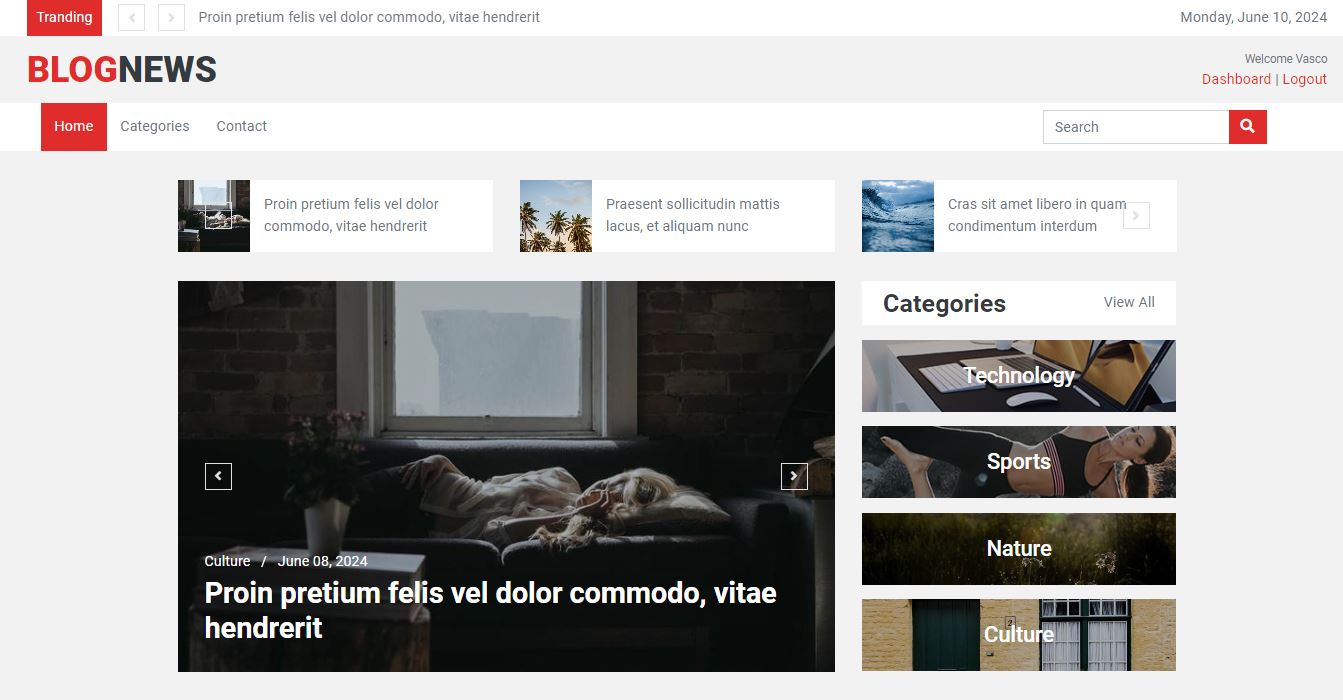 Tranding
Proin pretium felis vel dolor commodo, vitae hendrerit
Monday, June 10, 2024
BLOGNEWS
Welcome Vasco
Dashboard | Logout
Home
Categories
Contact
Search
Proin pretium felis vel dolor
commodo, vitae hendrerit
Praesent sollicitudin mattis
lacus, et aliquam nunc
Cras sit amet libero in quam
condimentum interdum
Culture / June 08, 2024
Proin pretium felis vel dolor commodo, vitae
hendrerit
Categories
View All
Technology
Sports
Nature
Culture
2